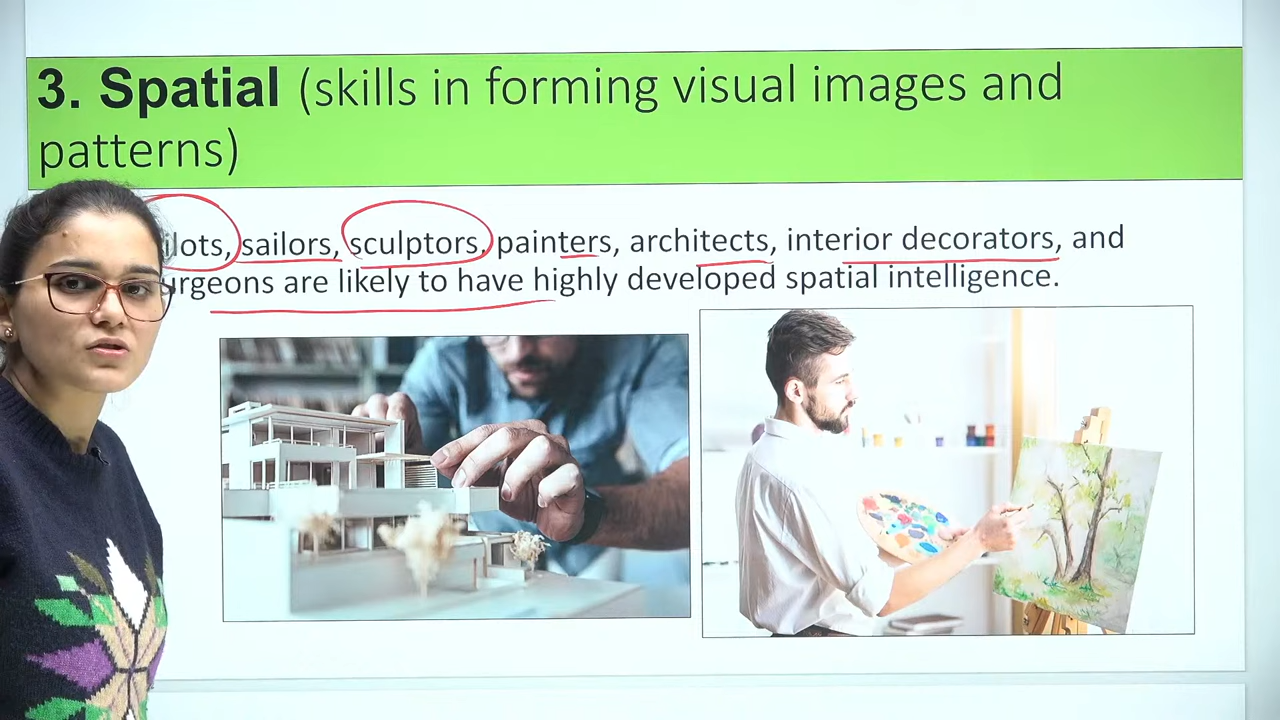 3. Spatial (skills in forming visual images and
patterns)
sailors, sculptors, painters, architects, interior decorators, and
are likely to have highly developed spatial intelligence.